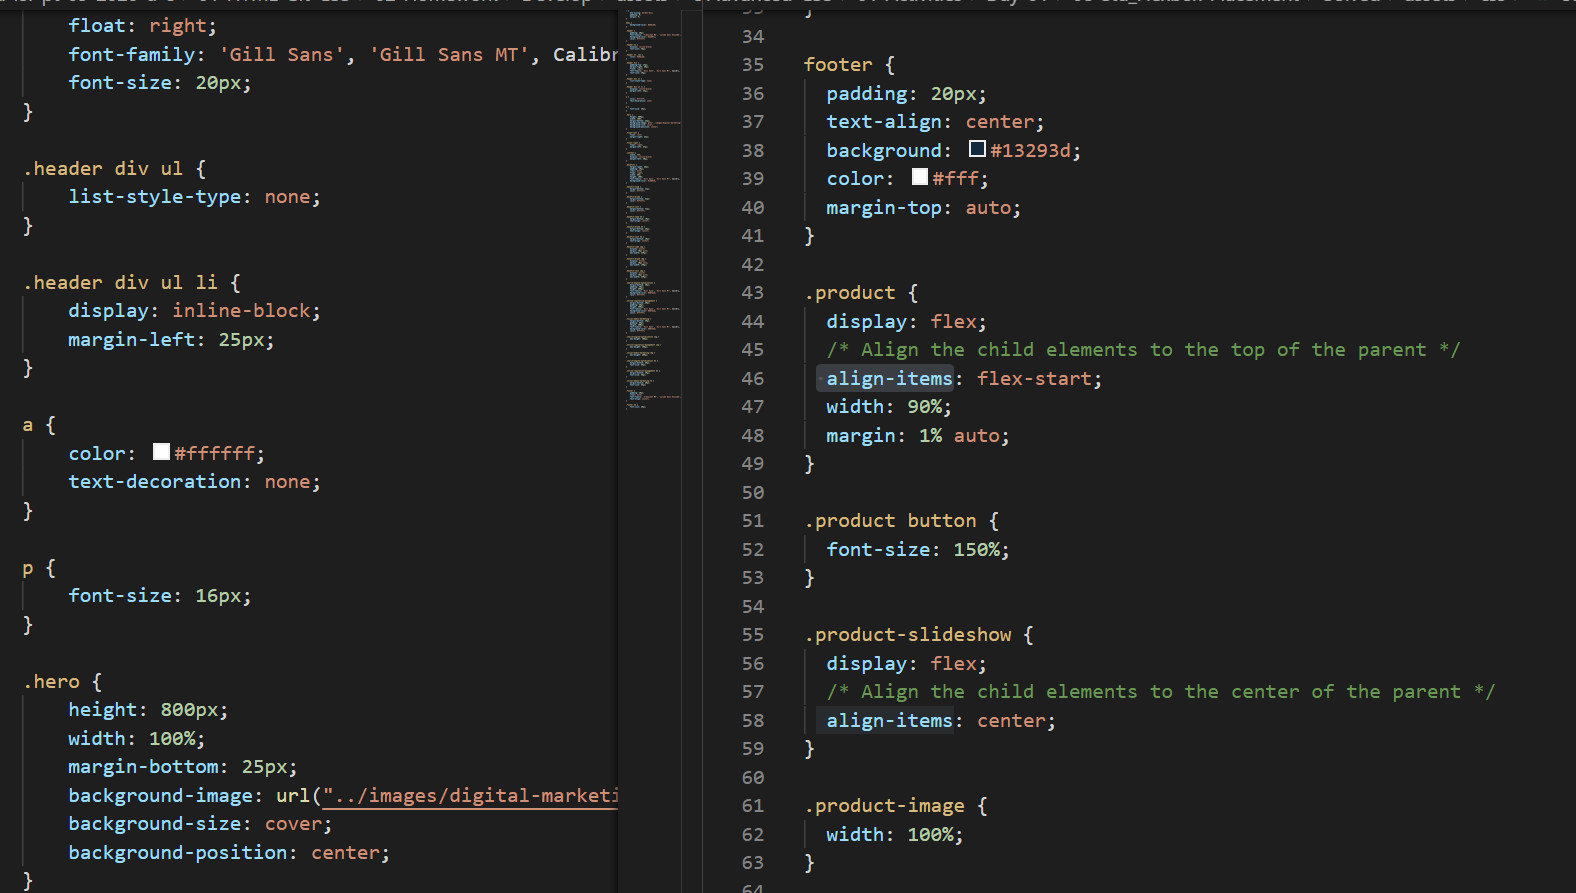 float: right;
font-family: 'Gill Sans', 'Gill Sans MT', Calibr
font-size: 20px;
}
.header div ul {
list-style-type: none;
}
.header div ul li {
display: inline-block;
margin-left: 25px;
}
a {
color: #ffffff;
text-decoration: none;
}
p {
font-size: 16px;
}
.hero {
height: 800px;
width: 100%;
margin-bottom: 25px;
background-image: url("../images/digital-marketi
background-size: cover;
background-position: center;
}
34
35 footer {
36 padding: 20px;
37 text-align: center;
38 background: #13293d;
39 color: #fff;
40 margin-top: auto;
41 }
42
43 .product {
44 display: flex;
45 /* Align the child elements to the top of the parent */
46 align-items: flex-start;
47 width: 90%;
48 margin: 1% auto;
49 }
50
51 .product button {
52 font-size: 150%;
53 }
54
55 .product-slideshow {
56 display: flex;
57 /* Align the child elements to the center of the parent */
58 align-items: center;
59 }
60
61 .product-image {
62 width: 100%;
63 }
64